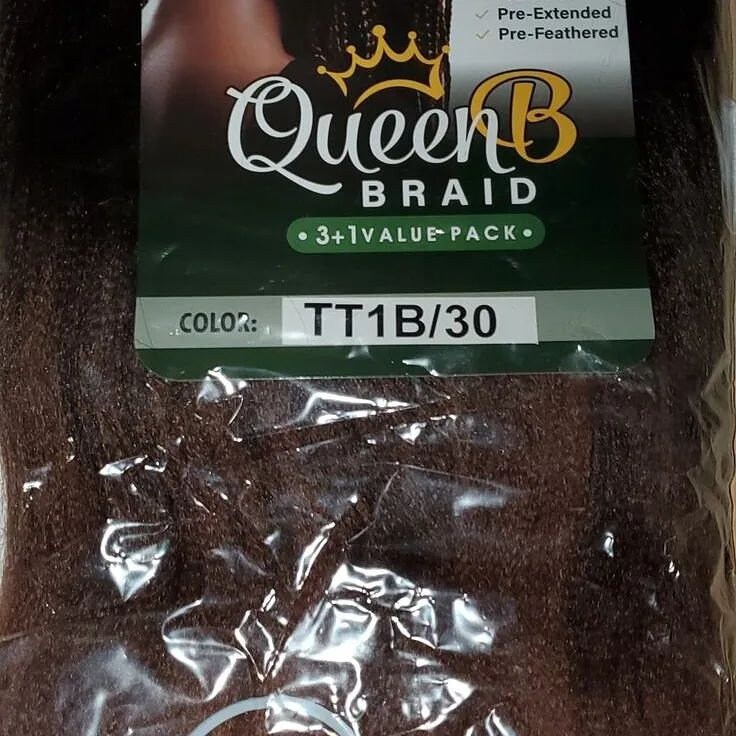 ✓ Pre-Extended
✓ Pre-Feathered
QueenB
BRAID
• 3+1 VALUE PACK •
COLOR: TT1B/30